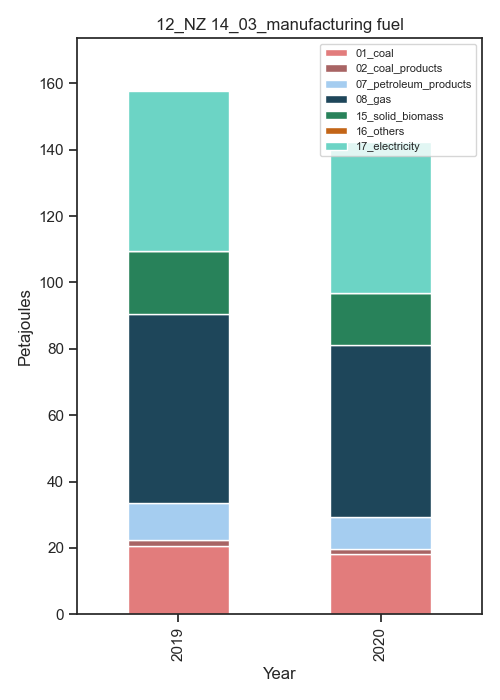 12_NZ 14_03_manufacturing fuel
01_coal
02_coal_products
07_petroleum_products
08_gas
15_solid_biomass
16_others
17_electricity
160
140
120
100
80
60
40
20
0
Petajoules
2019
2020
Year